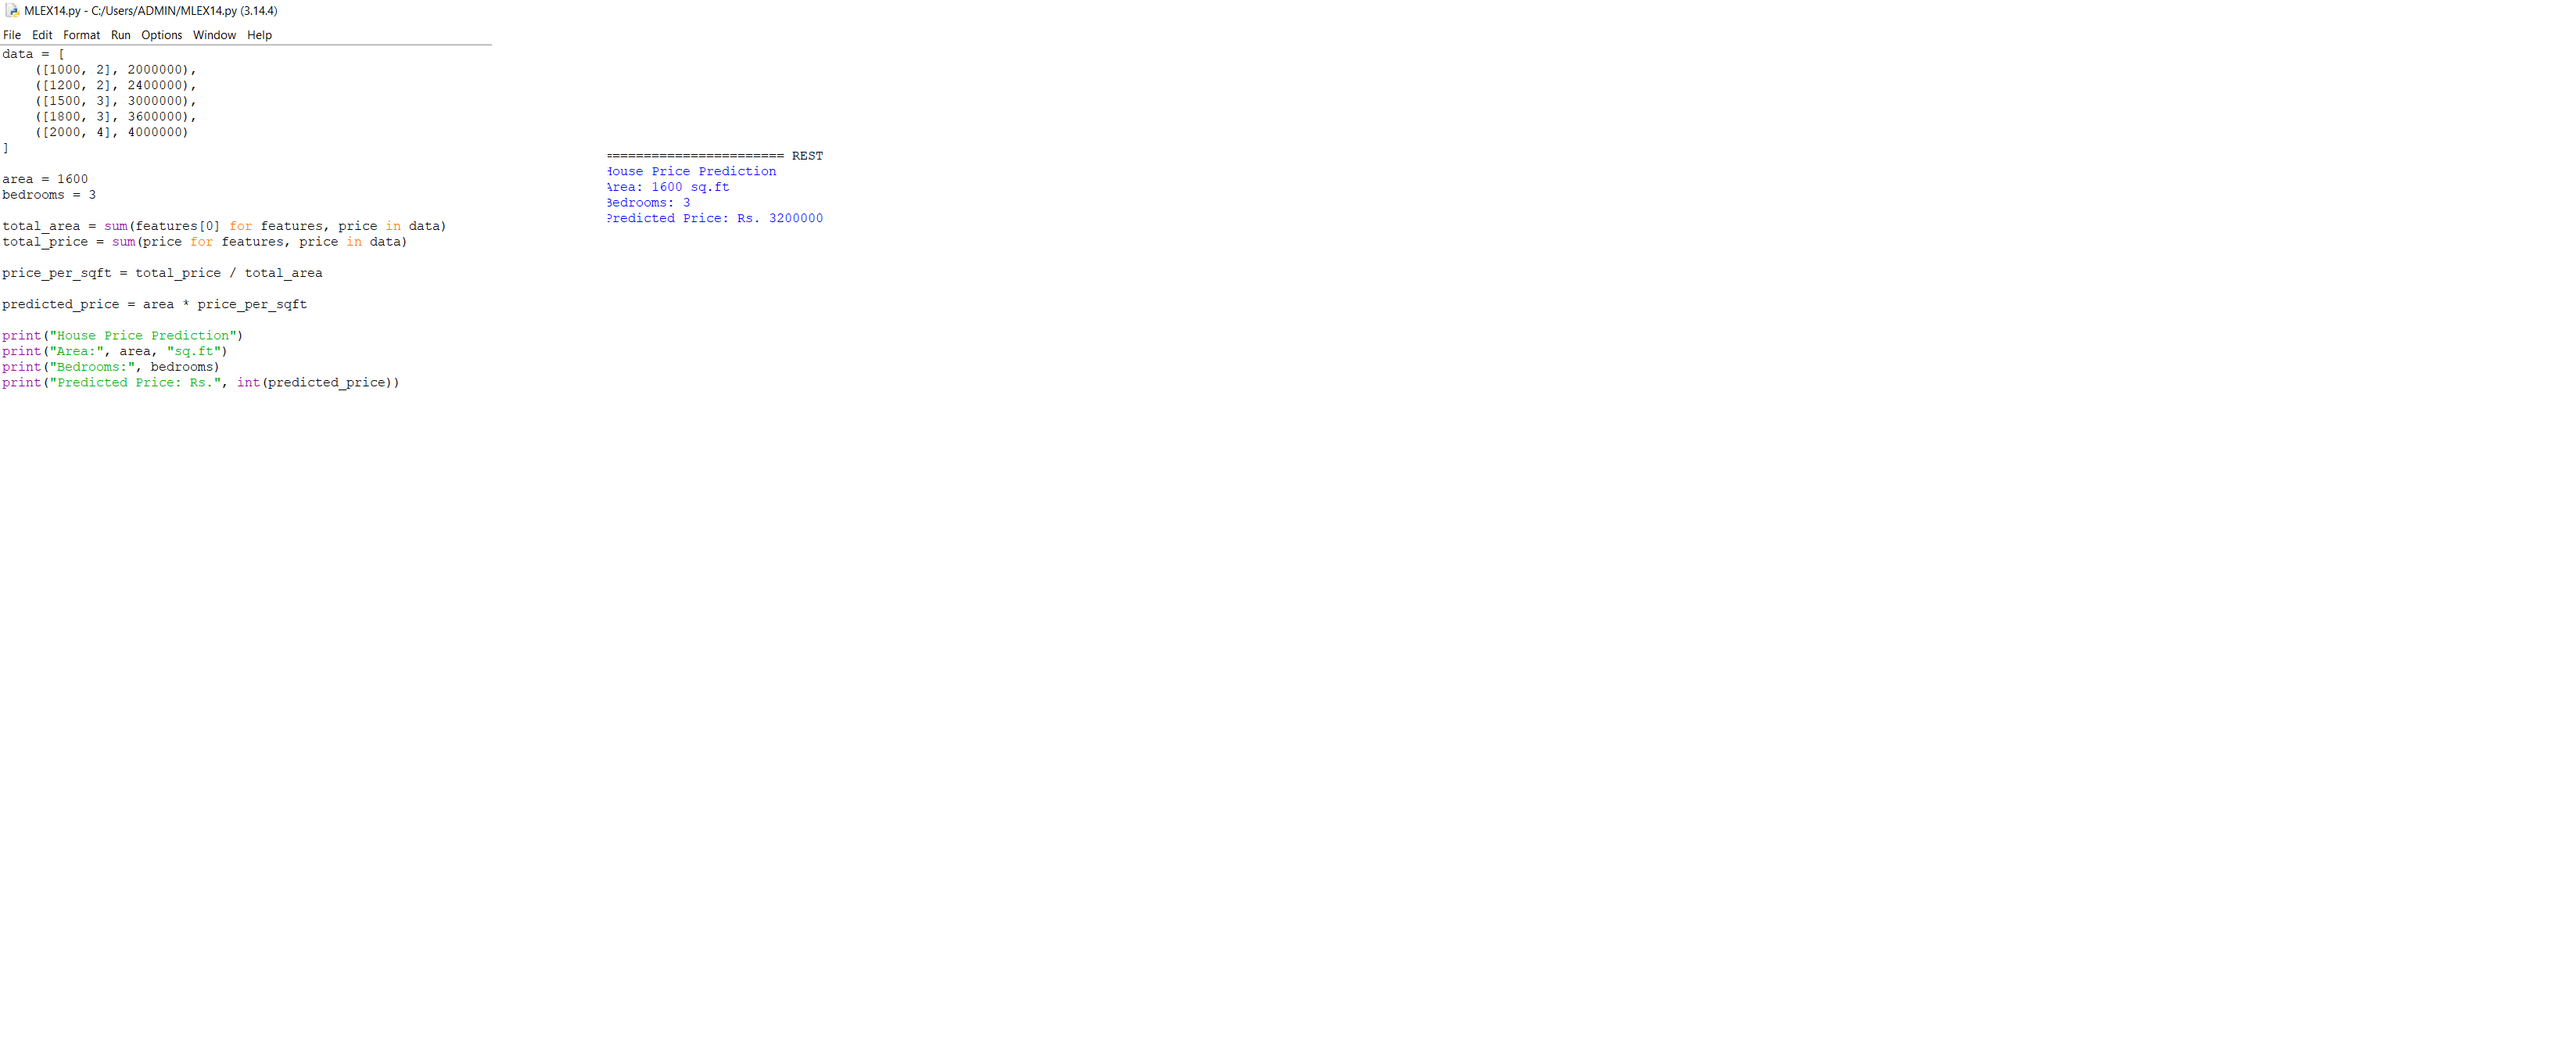 MLEX14.py - C:/Users/ADMIN/MLEX14.py (3.14.4)
File Edit Format Run Options Window Help
data = [
    ([1000, 2], 2000000),
    ([1200, 2], 2400000),
    ([1500, 3], 3000000),
    ([1800, 3], 3600000),
    ([2000, 4], 4000000)
]
area = 1600
bedrooms = 3
total_area = sum(features[0] for features, price in data)
total_price = sum(price for features, price in data)
price_per_sqft = total_price / total_area
predicted_price = area * price_per_sqft
print("House Price Prediction")
print("Area:", area, "sq.ft")
print("Bedrooms:", bedrooms)
print("Predicted Price: Rs.", int(predicted_price))
======================= REST
House Price Prediction
Area: 1600 sq.ft
Bedrooms: 3
Predicted Price: Rs. 3200000